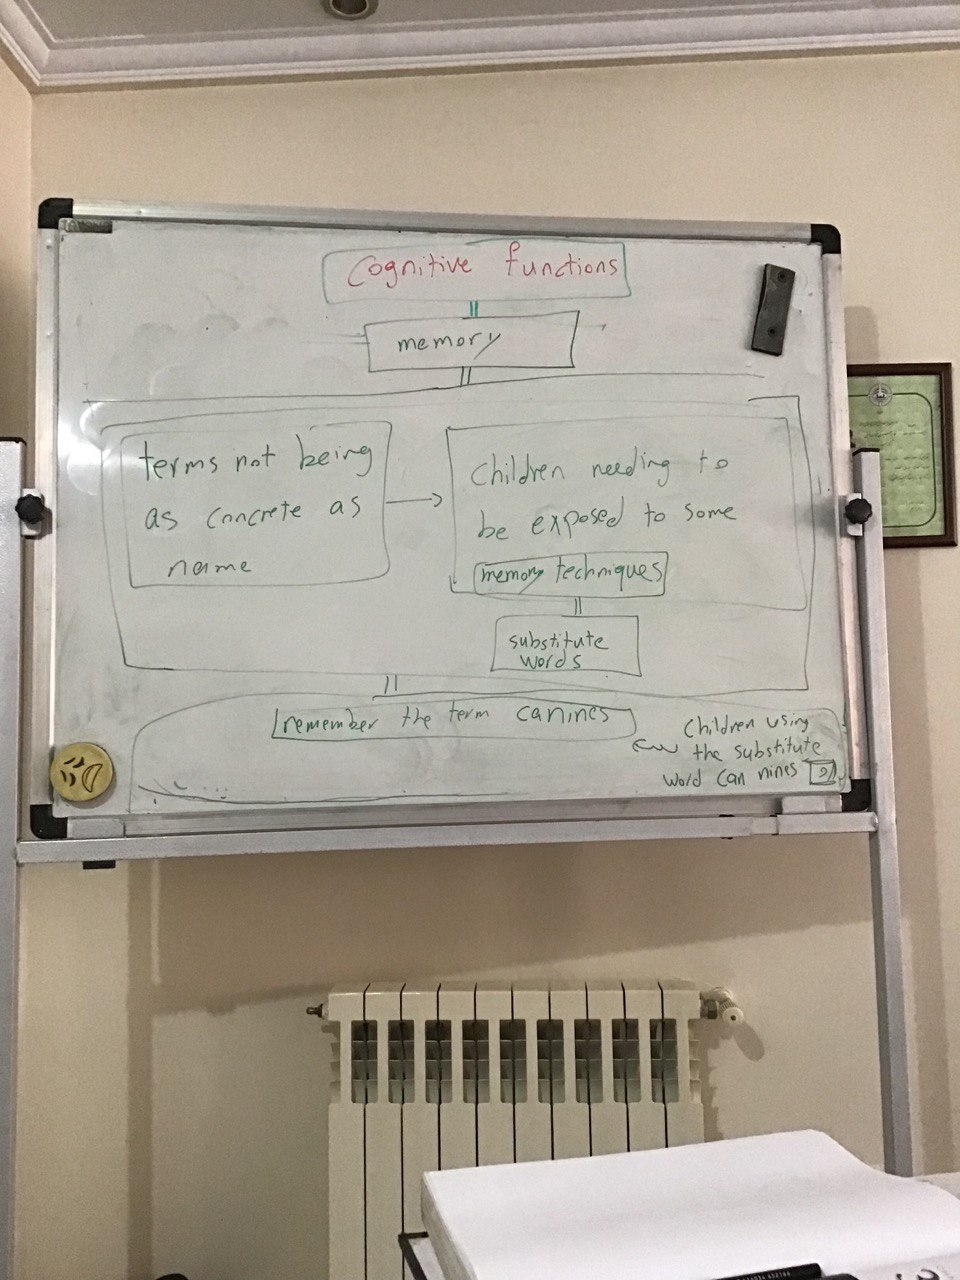 Cognitive functions
memory
terms not being
as concrete as
name
children needing to
be exposed to some
memory techniques
substitute
words
remember the term canines
children using
the substitute
word can nines